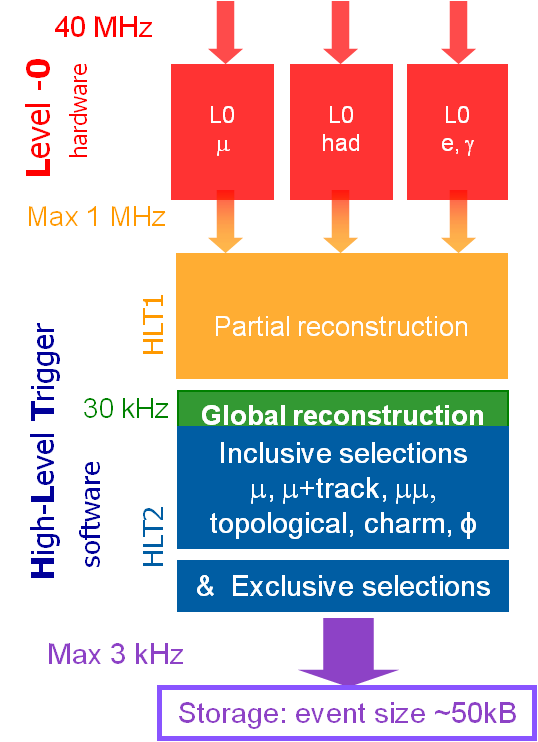 40 MHz
Level -0
hardware
L0
μ
L0
had
L0
e, γ
Max 1 MHz
High-Level Trigger
software
HLT1
Partial reconstruction
30 kHz
Global reconstruction
HLT2
Inclusive selections
μ, μ+track, μμ,
topological, charm, ϕ
& Exclusive selections
Max 3 kHz
Storage: event size ~50kB